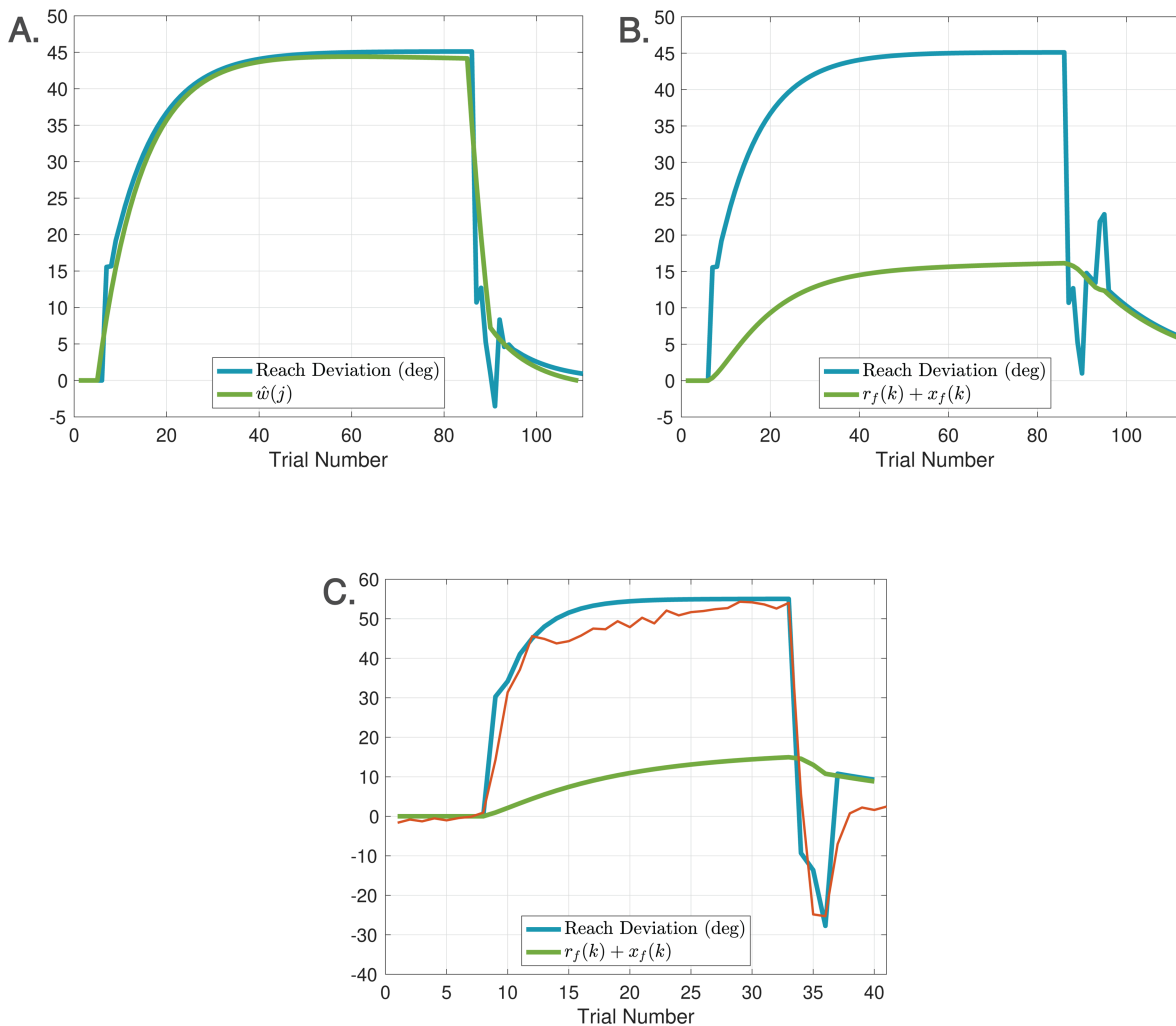 A.
50
45
40
35
30
25
20
15
10
5
0
-5
0 20 40 60 80 100
Trial Number
Reach Deviation (deg)
ŵ(j)
B.
50
45
40
35
30
25
20
15
10
5
0
-5
0 20 40 60 80 100
Trial Number
Reach Deviation (deg)
r_f(k) + x_f(k)
C.
60
50
40
30
20
10
0
-10
-20
-30
-40
0 5 10 15 20 25 30 35 40
Trial Number
Reach Deviation (deg)
r_f(k) + x_f(k)